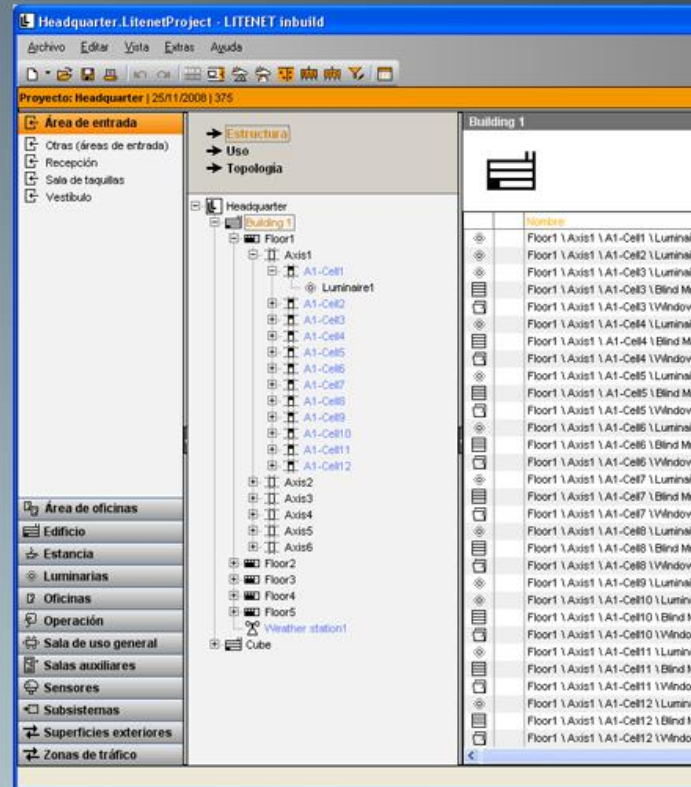 Headquarter.LitenetProject - LITENET inbuild
Archivo Editar Vista Extras Ayuda
Proyecto: Headquarter | 25/11/2008 | 375
Área de entrada
Otras (áreas de entrada)
Recepción
Sala de taquillas
Vestíbulo
Área de oficinas
Edificio
Estancia
Luminarias
Oficinas
Operación
Sala de uso general
Salas auxiliares
Sensores
Subsistemas
Superficies exteriores
Zonas de tráfico
Estructura
Uso
Topología
Headquarter
Building 1
Floor1
Axis1
A1-Cell1
Luminaire1
A1-Cell2
A1-Cell3
A1-Cell4
A1-Cell5
A1-Cell6
A1-Cell7
A1-Cell8
A1-Cell9
A1-Cell10
A1-Cell11
A1-Cell12
Axis2
Axis3
Axis4
Axis5
Axis6
Floor2
Floor3
Floor4
Floor5
Weather station1
Cube
Building 1
Nombre
Floor1 \ Axis1 \ A1-Cell1 \ Luminai
Floor1 \ Axis1 \ A1-Cell2 \ Luminai
Floor1 \ Axis1 \ A1-Cell3 \ Luminai
Floor1 \ Axis1 \ A1-Cell3 \ Blind M
Floor1 \ Axis1 \ A1-Cell3 \ Window
Floor1 \ Axis1 \ A1-Cell4 \ Luminai
Floor1 \ Axis1 \ A1-Cell4 \ Blind M
Floor1 \ Axis1 \ A1-Cell4 \ Window
Floor1 \ Axis1 \ A1-Cell5 \ Luminai
Floor1 \ Axis1 \ A1-Cell5 \ Blind M
Floor1 \ Axis1 \ A1-Cell5 \ Window
Floor1 \ Axis1 \ A1-Cell6 \ Luminai
Floor1 \ Axis1 \ A1-Cell6 \ Blind M
Floor1 \ Axis1 \ A1-Cell6 \ Window
Floor1 \ Axis1 \ A1-Cell7 \ Luminai
Floor1 \ Axis1 \ A1-Cell7 \ Blind M
Floor1 \ Axis1 \ A1-Cell7 \ Window
Floor1 \ Axis1 \ A1-Cell8 \ Luminai
Floor1 \ Axis1 \ A1-Cell8 \ Blind M
Floor1 \ Axis1 \ A1-Cell8 \ Window
Floor1 \ Axis1 \ A1-Cell9 \ Luminai
Floor1 \ Axis1 \ A1-Cell10 \ Lumin
Floor1 \ Axis1 \ A1-Cell10 \ Blind M
Floor1 \ Axis1 \ A1-Cell10 \ Windo
Floor1 \ Axis1 \ A1-Cell11 \ Lumin
Floor1 \ Axis1 \ A1-Cell11 \ Blind M
Floor1 \ Axis1 \ A1-Cell11 \ Windo
Floor1 \ Axis1 \ A1-Cell12 \ Lumin
Floor1 \ Axis1 \ A1-Cell12 \ Blind M
Floor1 \ Axis1 \ A1-Cell12 \ Windo